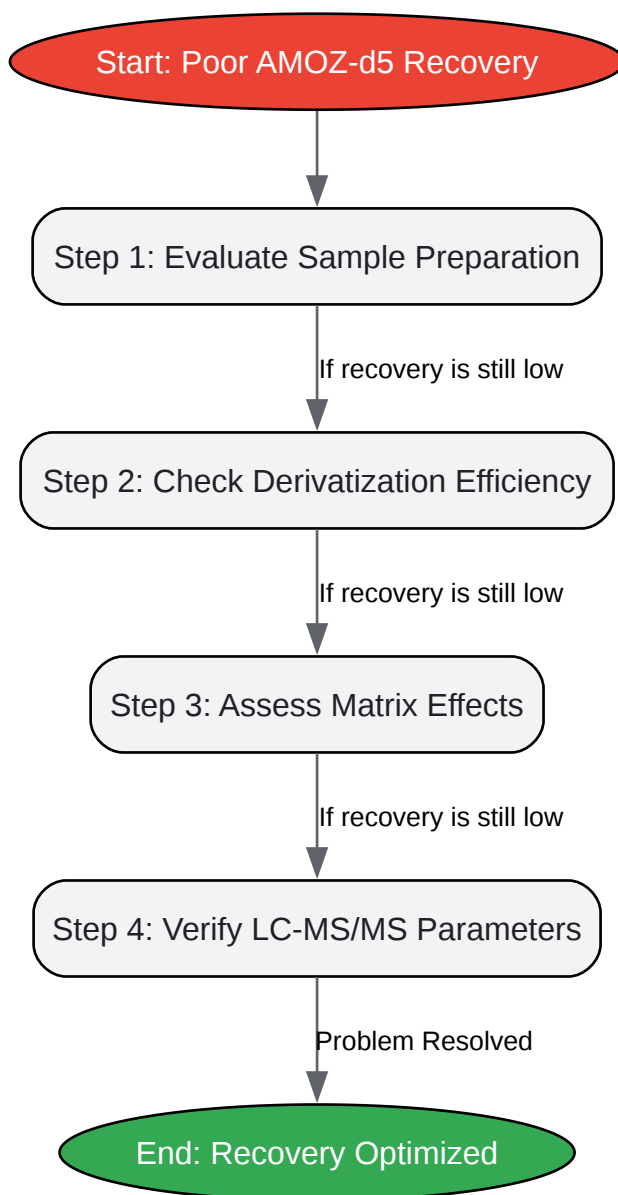 Start: Poor AMOZ-d5 Recovery
Step 1: Evaluate Sample Preparation
If recovery is still low
Step 2: Check Derivatization Efficiency
If recovery is still low
Step 3: Assess Matrix Effects
If recovery is still low
Step 4: Verify LC-MS/MS Parameters
Problem Resolved
End: Recovery Optimized